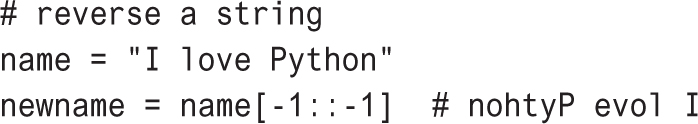 # reverse a string
name = "I love Python"
newname = name[-1::-1]  # nohtyP evol I